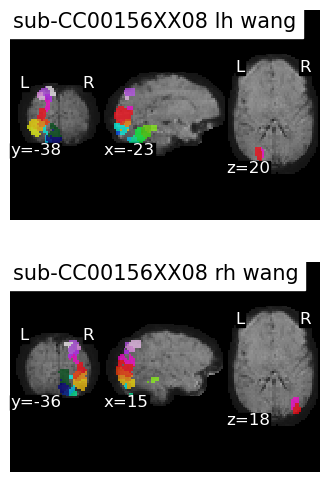 sub-CC00156XX08 lh wang
L R L R
y=-38 x=-23 z=20
sub-CC00156XX08 rh wang
L R L R
y=-36 x=15 z=18